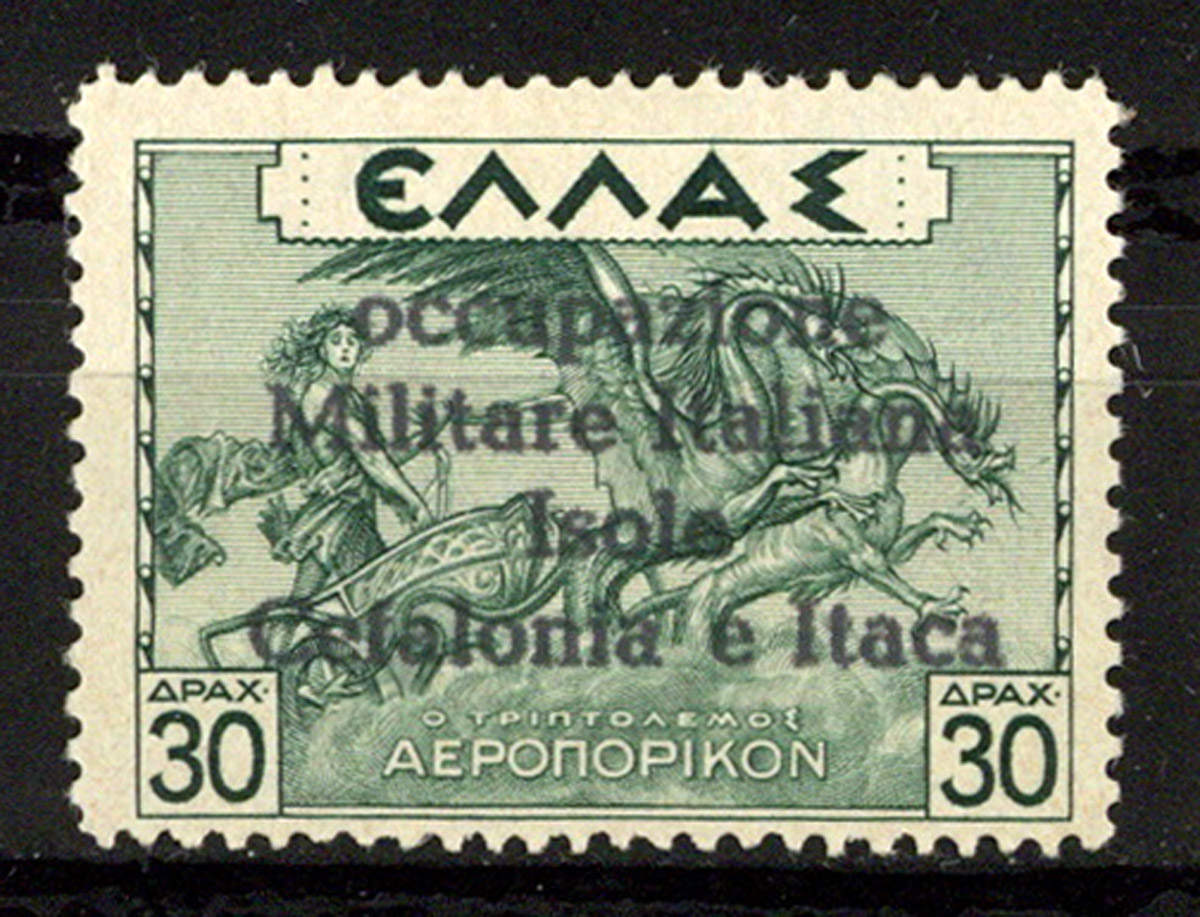 ΕΛΛΑΣ
occupazione
Militare Italiana
Isole
Cefalonia e Itaca
ΔΡΑΧ·
30
Ο ΤΡΙΠΤΟΛΕΜΟΣ
ΑΕΡΟΠΟΡΙΚΟΝ
ΔΡΑΧ·
30